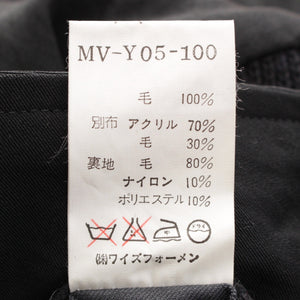 MV-Y05-100
毛 100%
別布 アクリル 70%
毛 30%
裏地 毛 80%
ナイロン 10%
ポリエステル 10%
㈱ワイズフォーメン